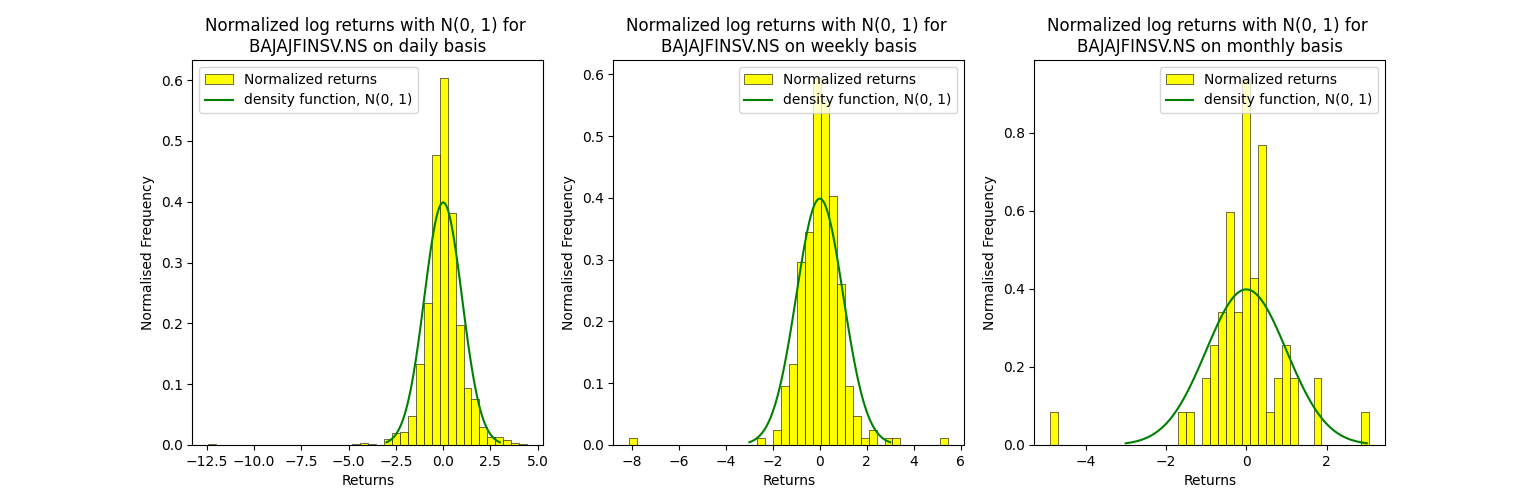 Normalized log returns with N(0, 1) for
BAJAJFINSV.NS on daily basis
Normalized returns
density function, N(0, 1)
Normalised Frequency
0.6
0.5
0.4
0.3
0.2
0.1
0.0
−12.5 −10.0 −7.5 −5.0 −2.5 0.0 2.5 5.0
Returns
Normalized log returns with N(0, 1) for
BAJAJFINSV.NS on weekly basis
Normalized returns
density function, N(0, 1)
Normalised Frequency
0.6
0.5
0.4
0.3
0.2
0.1
0.0
−8 −6 −4 −2 0 2 4 6
Returns
Normalized log returns with N(0, 1) for
BAJAJFINSV.NS on monthly basis
Normalized returns
density function, N(0, 1)
Normalised Frequency
0.8
0.6
0.4
0.2
0.0
−4 −2 0 2
Returns